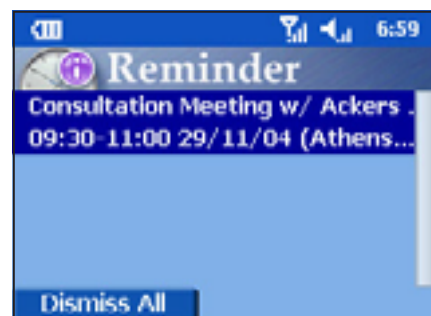 6:59
Reminder
Consultation Meeting w/ Ackers .
09:30-11:00 29/11/04 (Athens...
Dismiss All